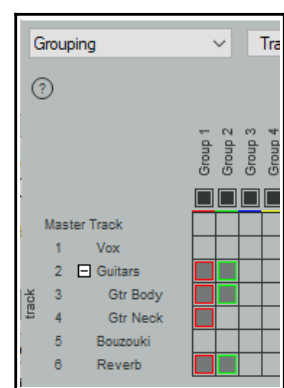 Grouping Tra
?
Group 1 Group 2 Group 3 Group 4
Master Track
1 Vox
2 Guitars
3 Gtr Body
4 Gtr Neck
5 Bouzouki
6 Reverb
track